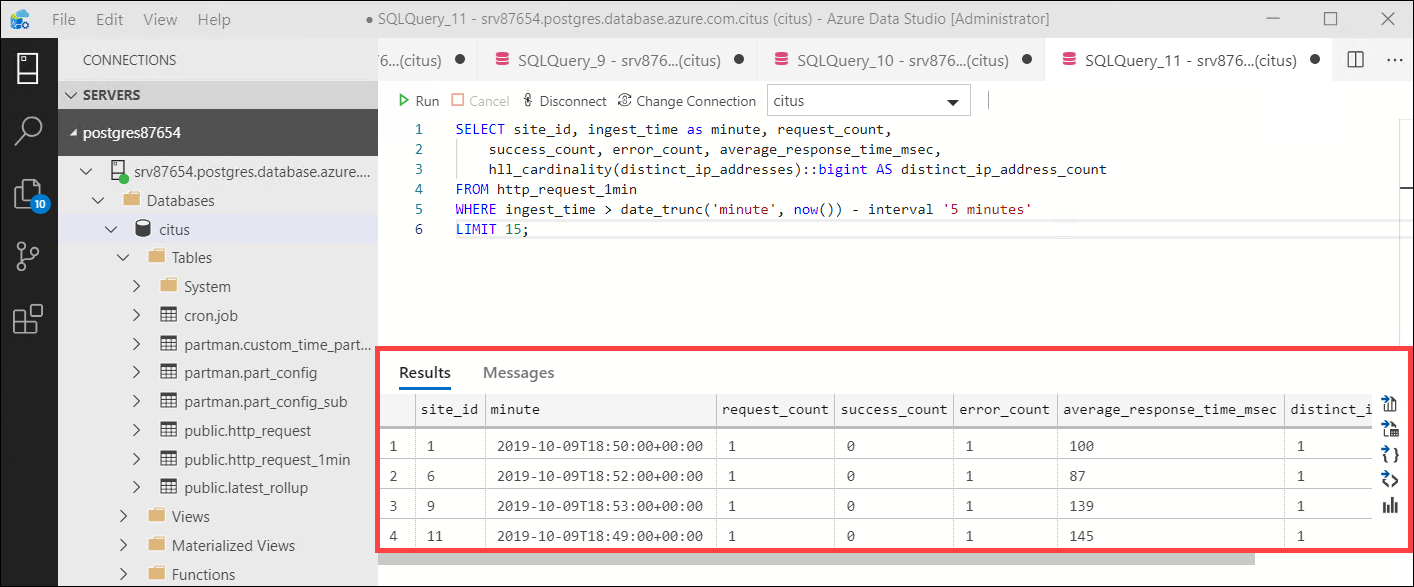 File Edit View Help ● SQLQuery_11 - srv87654.postgres.database.azure.com.citus (citus) - Azure Data Studio [Administrator]
CONNECTIONS
SERVERS
postgres87654
srv87654.postgres.database.azure....
Databases
citus
Tables
System
cron.job
partman.custom_time_part...
partman.part_config
partman.part_config_sub
public.http_request
public.http_request_1min
public.latest_rollup
Views
Materialized Views
Functions
10
6...(citus) ● SQLQuery_9 - srv876...(citus) ● SQLQuery_10 - srv876...(citus) ● SQLQuery_11 - srv876...(citus) ●
Run Cancel Disconnect Change Connection citus
1 SELECT site_id, ingest_time as minute, request_count,
2 success_count, error_count, average_response_time_msec,
3 hll_cardinality(distinct_ip_addresses)::bigint AS distinct_ip_address_count
4 FROM http_request_1min
5 WHERE ingest_time > date_trunc('minute', now()) - interval '5 minutes'
6 LIMIT 15;
Results Messages
site_id minute request_count success_count error_count average_response_time_msec distinct_i
1 1 2019-10-09T18:50:00+00:00 1 0 1 100 1
2 6 2019-10-09T18:52:00+00:00 1 0 1 87 1
3 9 2019-10-09T18:53:00+00:00 1 0 1 139 1
4 11 2019-10-09T18:49:00+00:00 1 0 1 145 1